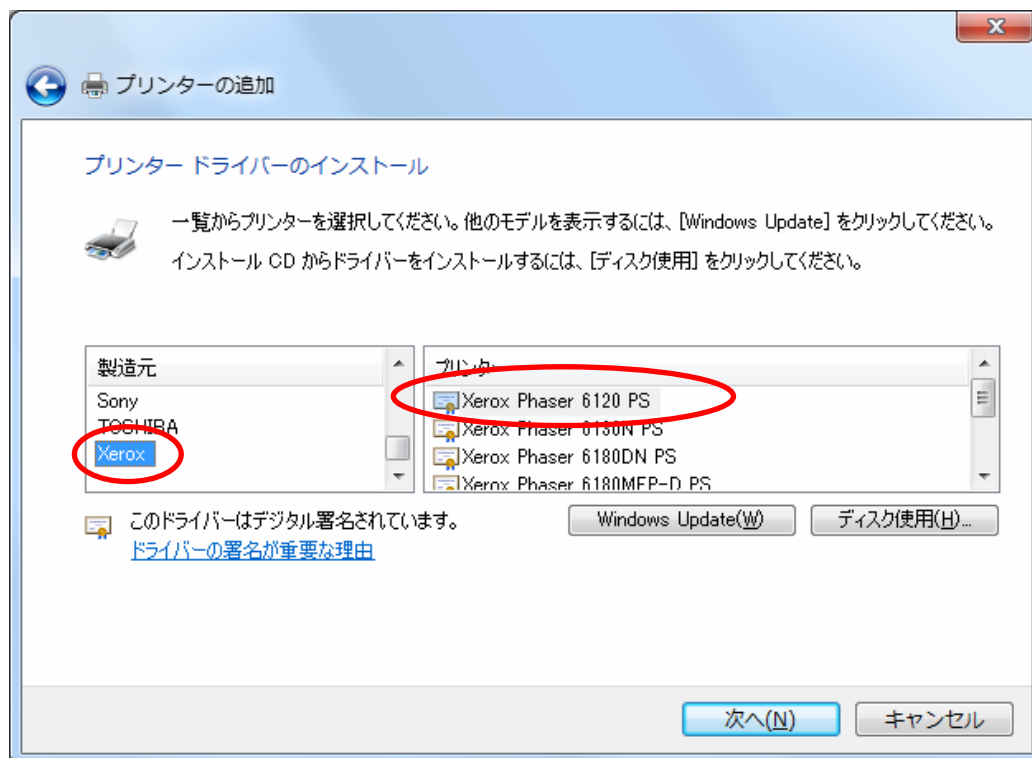 プリンターの追加
プリンター ドライバーのインストール
一覧からプリンターを選択してください。他のモデルを表示するには、[Windows Update] をクリックしてください。
インストール CD からドライバーをインストールするには、[ディスク使用] をクリックしてください。
製造元
Sony
TOSHIBA
Xerox
プリンター
Xerox Phaser 6120 PS
Xerox Phaser 6130N PS
Xerox Phaser 6180DN PS
Xerox Phaser 6180MFP-D PS
このドライバーはデジタル署名されています。
ドライバーの署名が重要な理由
Windows Update(W)
ディスク使用(H)...
次へ(N)
キャンセル